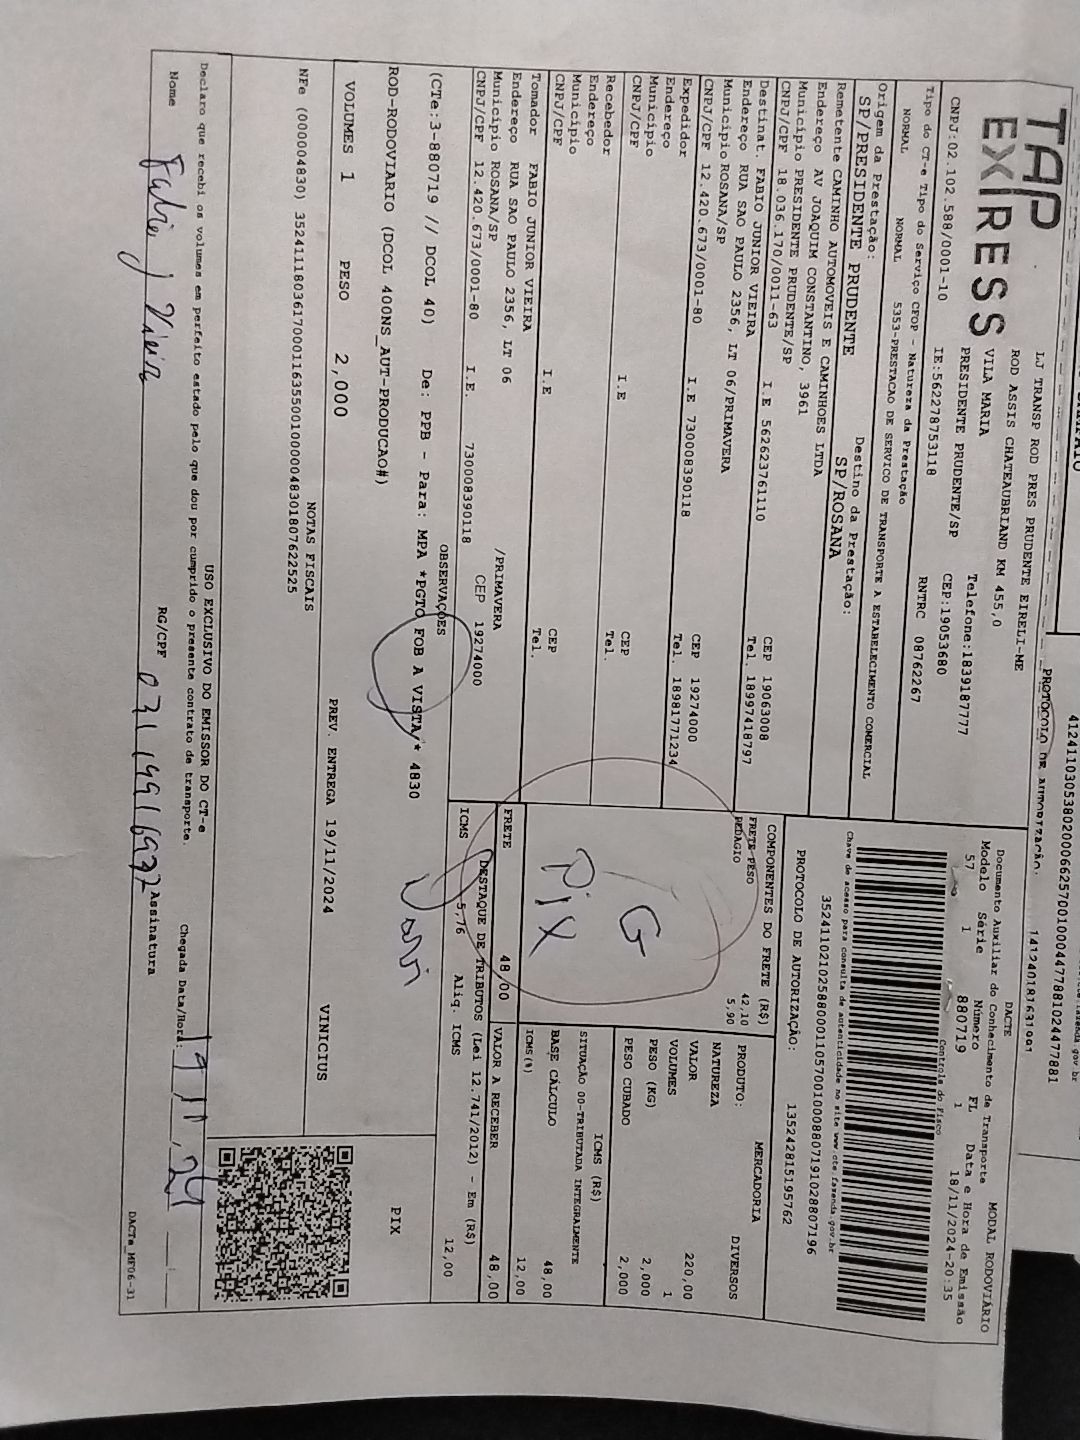 41241103053802000662570010004477881024477881
PROTOCOLO DE AUTORIZAÇÃO:
TAP
EXPRESS
LJ TRANSP ROD PRES PRUDENTE EIRELI-ME
ROD ASSIS CHATEAUBRIAND KM 455,0
VILA MARIA
PRESIDENTE PRUDENTE/SP
Telefone:1839187777
CEP:19053680
CNPJ:02.102.588/0001-10
IE:562278753118
RNTRC 08762267
DACTE
MODAL RODOVIÁRIO
Documento Auxiliar do Conhecimento de Transporte
Modelo Série Número FL Data e Hora de Emissão
57 1 880719 1 18/11/2024-20:35
Controle do Fisco
Chave de acesso para consulta de autenticidade no site www.cte.fazenda.gov.br
35241102102588000110570010008807191028807196
PROTOCOLO DE AUTORIZAÇÃO: 135242815195762
Tipo do CT-e Tipo do Serviço CFOP - Natureza da Prestação
NORMAL NORMAL 5353-PRESTACAO DE SERVICO DE TRANSPORTE A ESTABELECIMENTO COMERCIAL
Origem da Prestação: Destino da Prestação:
SP/PRESIDENTE PRUDENTE SP/ROSANA
Remetente CAMINHO AUTOMOVEIS E CAMINHOES LTDA
Endereço AV JOAQUIM CONSTANTINO, 3961
Município PRESIDENTE PRUDENTE/SP CEP 19063008
CNPJ/CPF 18.036.170/0011-63 I.E 562623761110 Tel. 18997418797
Destinat. FABIO JUNIOR VIEIRA
Endereço RUA SAO PAULO 2356, LT 06/PRIMAVERA
Município ROSANA/SP CEP 19274000
CNPJ/CPF 12.420.673/0001-80 I.E 730008390118 Tel. 18981771234
Expedidor
Endereço
Município CEP
CNPJ/CPF I.E Tel.
Recebedor
Endereço
Município CEP
CNPJ/CPF I.E Tel.
Tomador FABIO JUNIOR VIEIRA
Endereço RUA SAO PAULO 2356, LT 06 /PRIMAVERA
Município ROSANA/SP CEP 19274000
CNPJ/CPF 12.420.673/0001-80 I.E. 730008390118
COMPONENTES DO FRETE (R$)
FRETE PESO 42,10
PEDAGIO 5,90
G
PIX
FRETE 48,00
PRODUTO: MERCADORIA
NATUREZA DIVERSOS
VALOR 220,00
VOLUMES 1
PESO (KG) 2,000
PESO CUBADO 2,000
ICMS (R$)
SITUAÇÃO 00-TRIBUTADA INTEGRALMENTE
BASE CÁLCULO 48,00
ICMS(%) 12,00
VALOR A RECEBER 48,00
DESTAQUE DE TRIBUTOS (Lei 12.741/2012) - Em (R$)
ICMS 5,76 Aliq. ICMS 12,00
OBSERVAÇÕES
(CTe:3-880719 // DCOL 40) De: PPB - Para: MPA *PGTO FOB A VISTA/* 4830
ROD-RODOVIARIO (DCOL 400NS_AUT-PRODUCAO#)
PIX
VOLUMES 1 PESO 2,000 PREV. ENTREGA 19/11/2024 VINICIUS
NOTAS FISCAIS
NFe (000004830) 35241118036170001163550010000048301807622525
USO EXCLUSIVO DO EMISSOR DO CT-e
Declaro que recebi os volumes em perfeito estado pelo que dou por cumprido o presente contrato de transporte.
Chegada Data/Hora: 19 11, 24
Nome RG/CPF Assinatura
DACTe_MF06-31